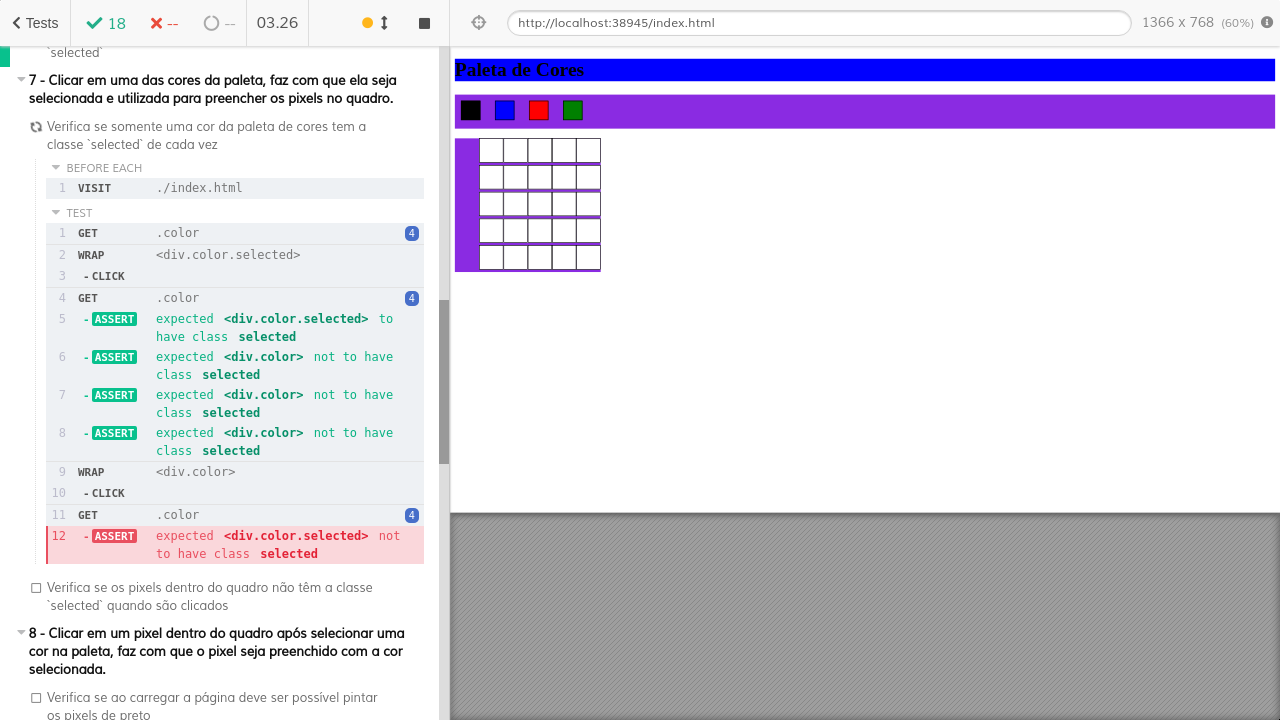 Tests 18 -- -- 03.26
http://localhost:38945/index.html 1366 x 768 (60%)
`selected`
7 - Clicar em uma das cores da paleta, faz com que ela seja
selecionada e utilizada para preencher os pixels no quadro.
Verifica se somente uma cor da paleta de cores tem a
classe `selected` de cada vez
BEFORE EACH
1 VISIT ./index.html
TEST
1 GET .color 4
2 WRAP <div.color.selected>
3 -CLICK
4 GET .color 4
5 -ASSERT expected <div.color.selected> to
have class selected
6 -ASSERT expected <div.color> not to have
class selected
7 -ASSERT expected <div.color> not to have
class selected
8 -ASSERT expected <div.color> not to have
class selected
9 WRAP <div.color>
10 -CLICK
11 GET .color 4
12 -ASSERT expected <div.color.selected> not
to have class selected
Verifica se os pixels dentro do quadro não têm a classe
`selected` quando são clicados
8 - Clicar em um pixel dentro do quadro após selecionar uma
cor na paleta, faz com que o pixel seja preenchido com a cor
selecionada.
Verifica se ao carregar a página deve ser possível pintar
os pixels de preto
Paleta de Cores